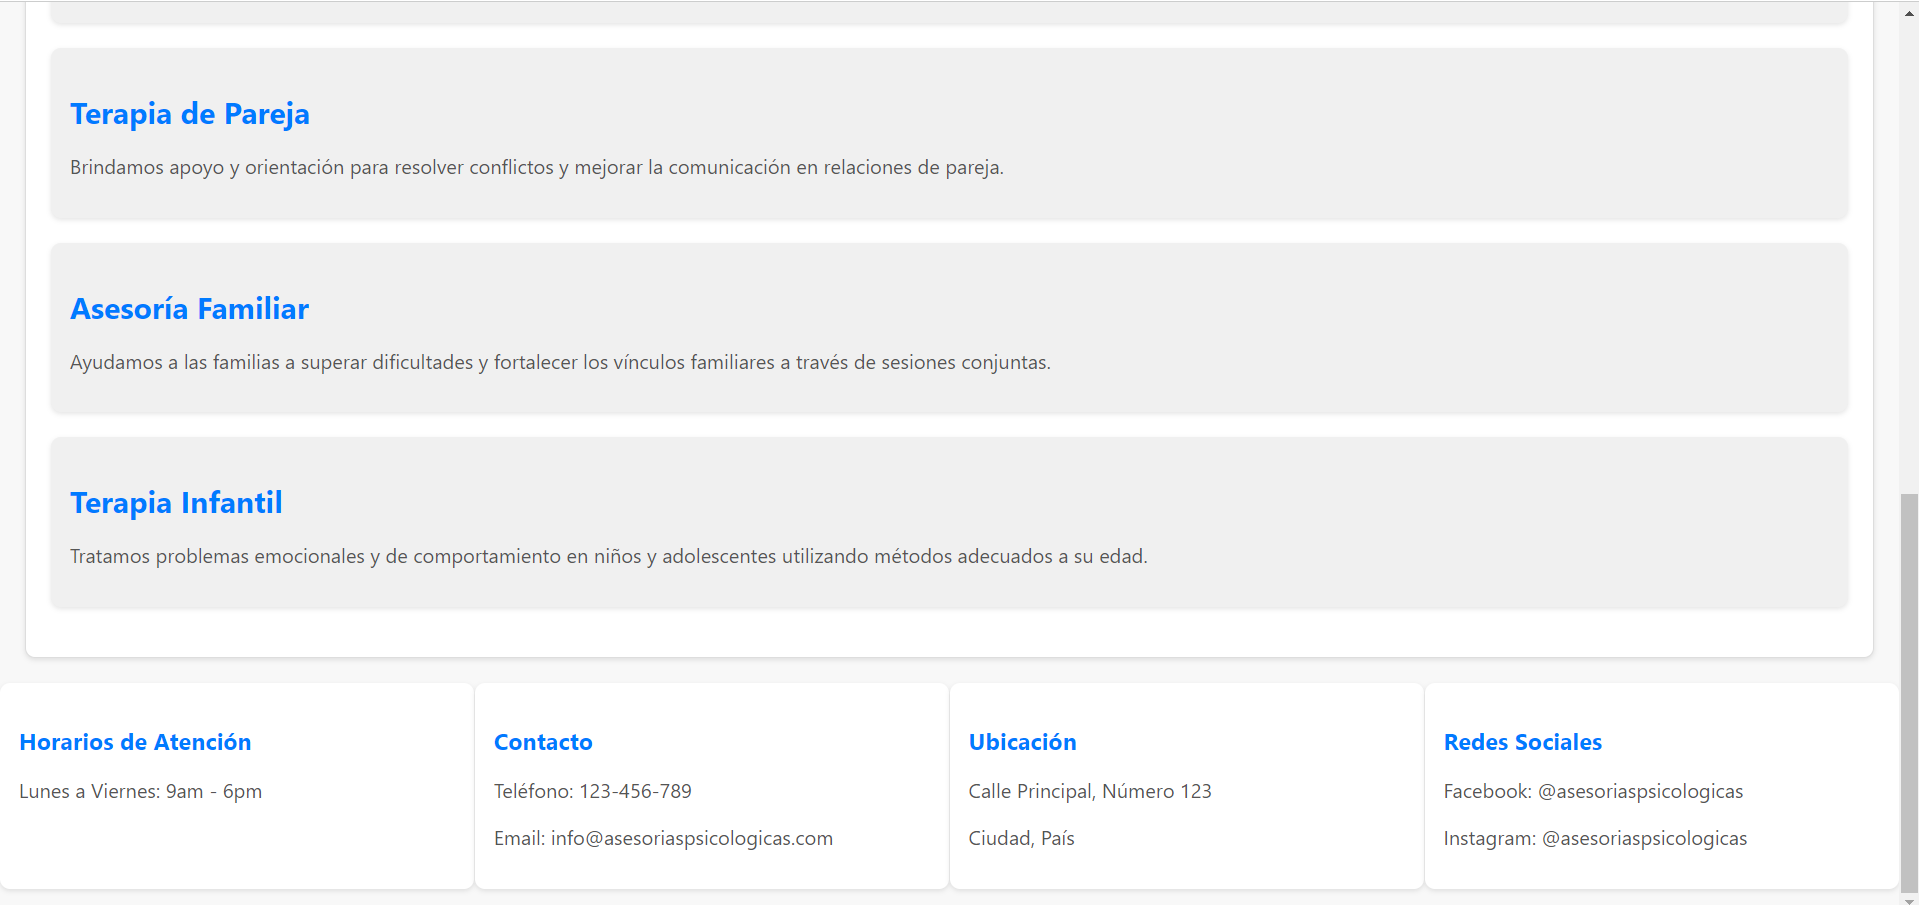 Terapia de Pareja
Brindamos apoyo y orientación para resolver conflictos y mejorar la comunicación en relaciones de pareja.
Asesoría Familiar
Ayudamos a las familias a superar dificultades y fortalecer los vínculos familiares a través de sesiones conjuntas.
Terapia Infantil
Tratamos problemas emocionales y de comportamiento en niños y adolescentes utilizando métodos adecuados a su edad.
Horarios de Atención
Lunes a Viernes: 9am - 6pm
Contacto
Teléfono: 123-456-789
Email: info@asesoriaspsicologicas.com
Ubicación
Calle Principal, Número 123
Ciudad, País
Redes Sociales
Facebook: @asesoriaspsicologicas
Instagram: @asesoriaspsicologicas